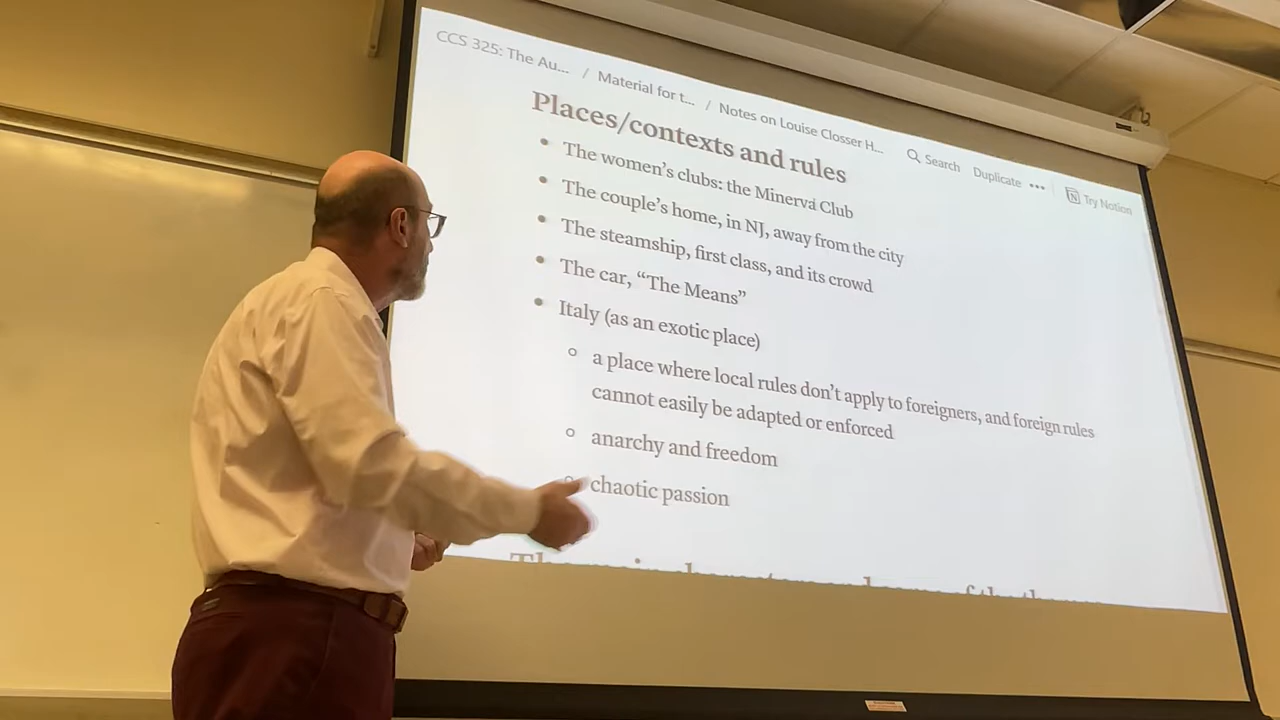 CCS 325: The Au... / Material for t... / Notes on Louise Closser H... Search Duplicate ••• Try Notion
Places/contexts and rules
• The women's clubs: the Minerva Club
• The couple's home, in NJ, away from the city
• The steamship, first class, and its crowd
• The car, “The Means”
• Italy (as an exotic place)
◦ a place where local rules don't apply to foreigners, and foreign rules
cannot easily be adapted or enforced
◦ anarchy and freedom
◦ chaotic passion